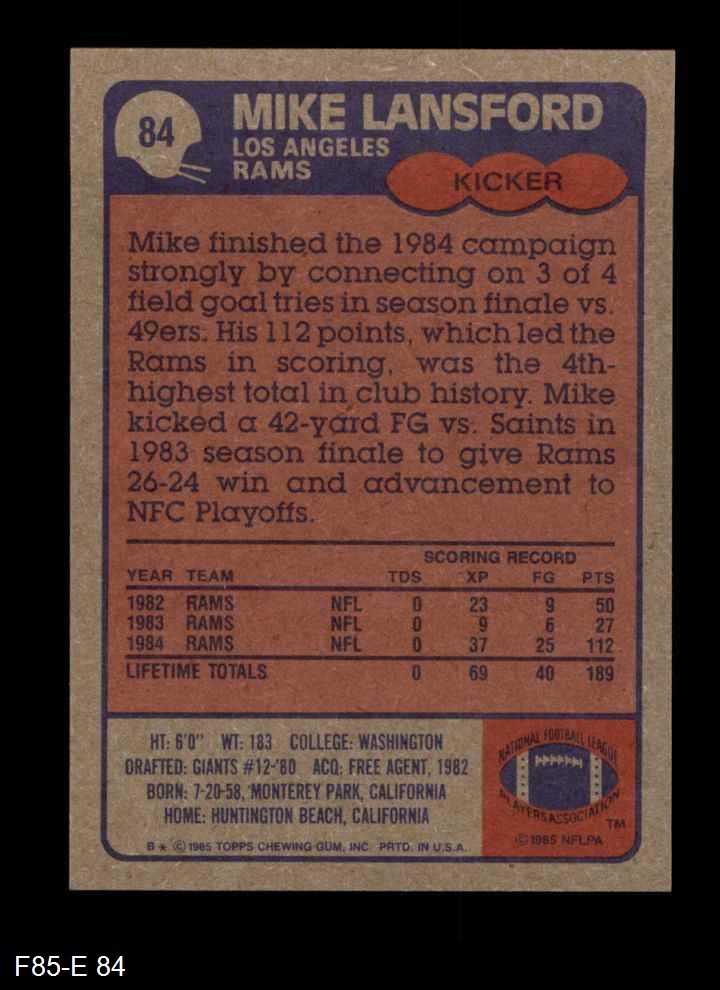 84
MIKE LANSFORD
LOS ANGELES
RAMS
KICKER
Mike finished the 1984 campaign
strongly by connecting on 3 of 4
field goal tries in season finale vs.
49ers. His 112 points, which led the
Rams in scoring, was the 4th-
highest total in club history. Mike
kicked a 42-yard FG vs. Saints in
1983 season finale to give Rams
26-24 win and advancement to
NFC Playoffs.
SCORING RECORD
YEAR TEAM TDS XP FG PTS
1982 RAMS NFL 0 23 9 50
1983 RAMS NFL 0 9 6 27
1984 RAMS NFL 0 37 25 112
LIFETIME TOTALS 0 69 40 189
HT: 6'0" WT: 183 COLLEGE: WASHINGTON
DRAFTED: GIANTS #12-'80 ACQ: FREE AGENT, 1982
BORN: 7-20-58, MONTEREY PARK, CALIFORNIA
HOME: HUNTINGTON BEACH, CALIFORNIA
B * © 1985 TOPPS CHEWING GUM, INC. PRTD. IN U.S.A.
NATIONAL FOOTBALL LEAGUE
PLAYERS ASSOCIATION
TM
© 1985 NFLPA
F85-E 84